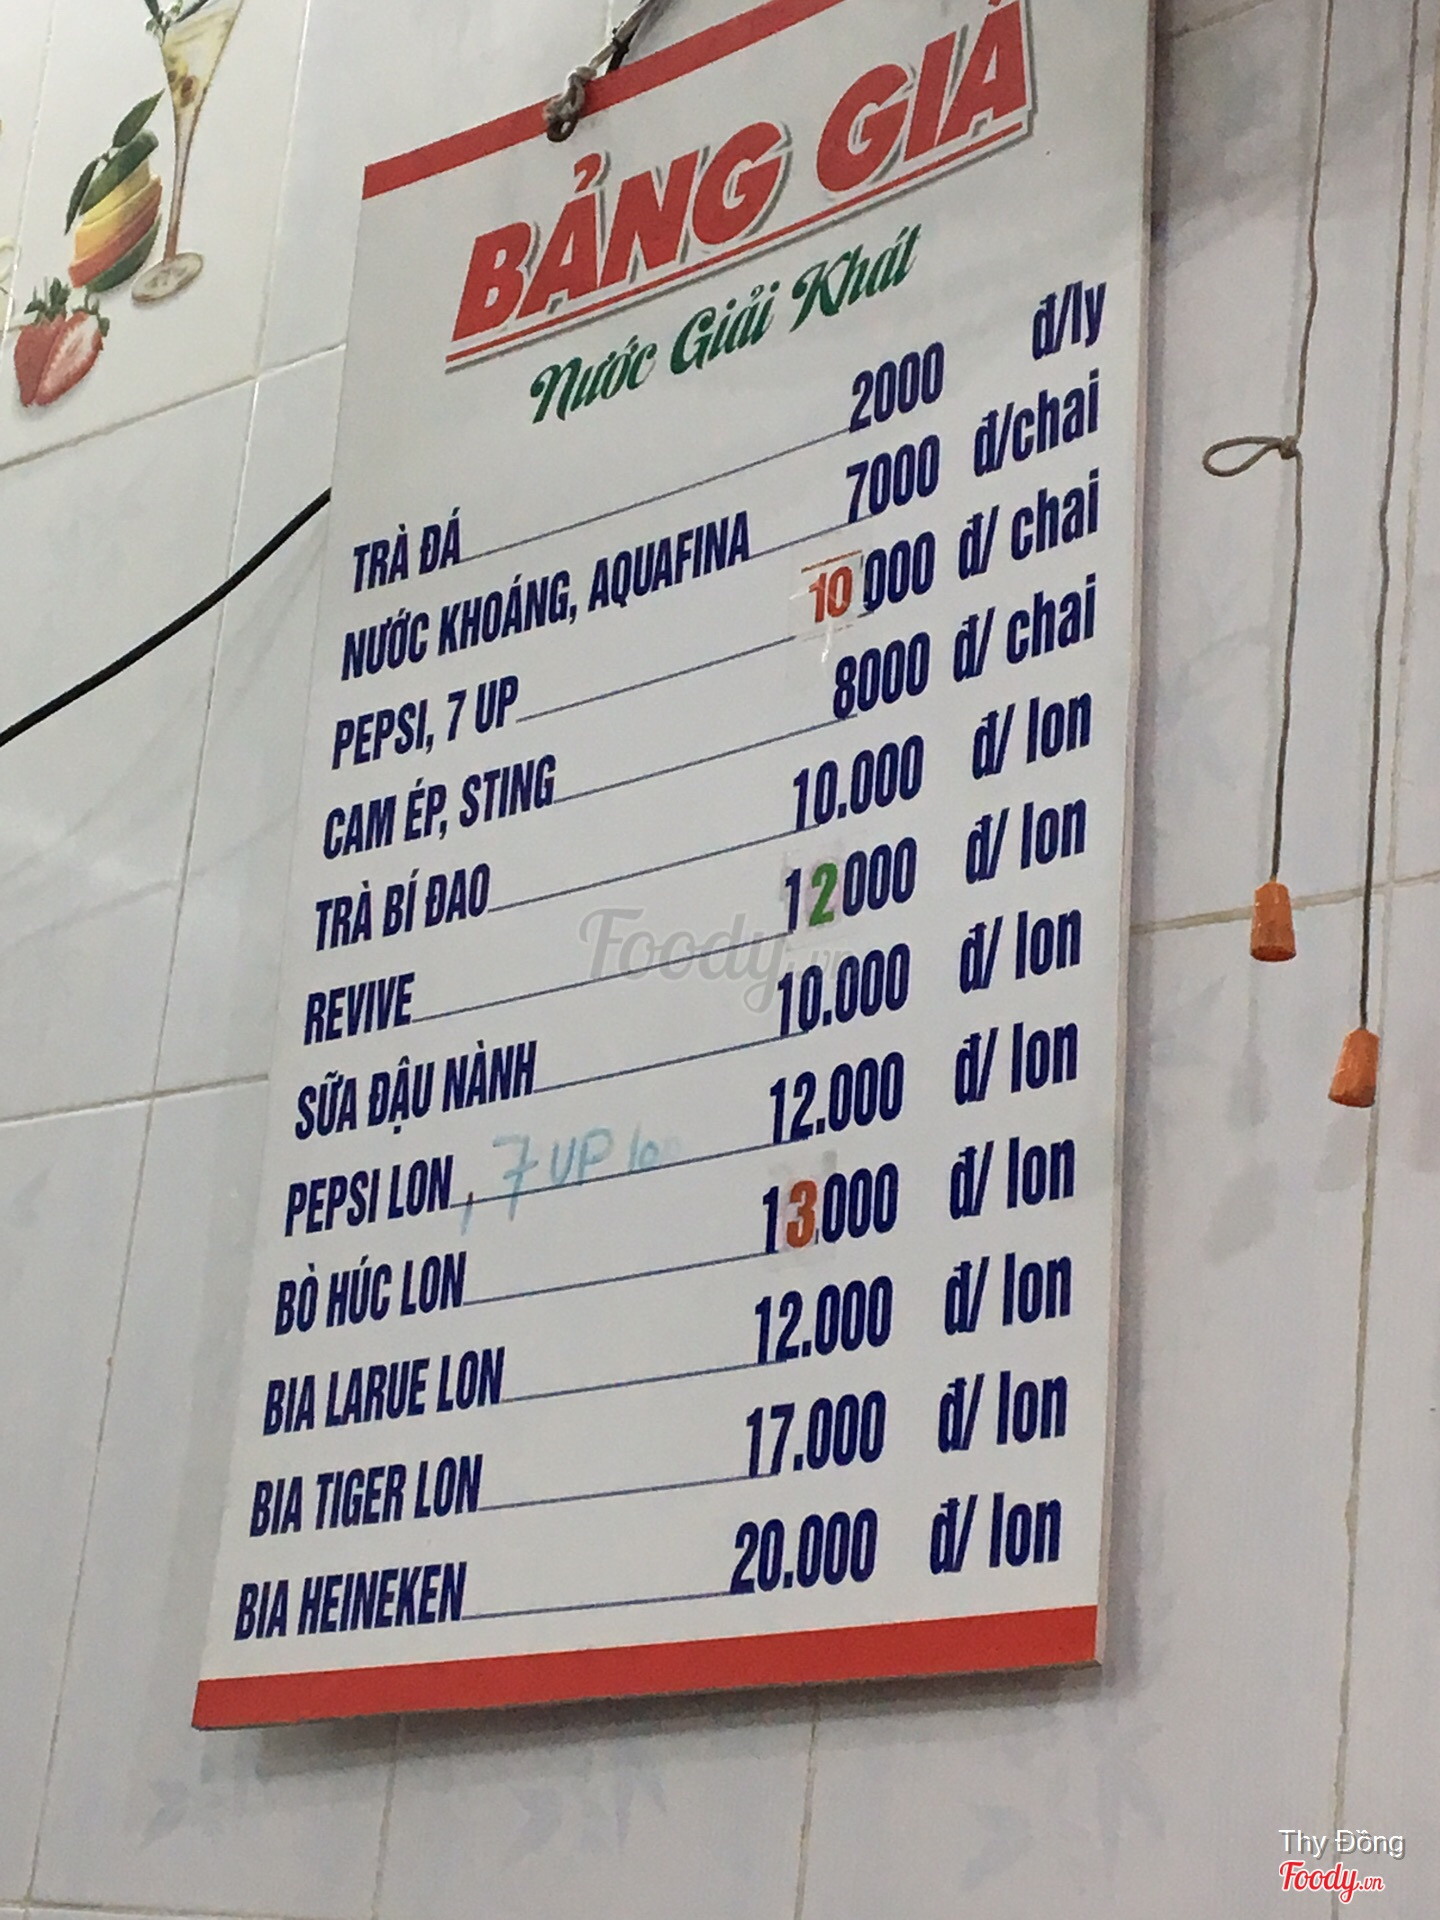 BẢNG GIÁ
Nước Giải Khát
TRÀ ĐÁ 2000 đ/ly
NƯỚC KHOÁNG, AQUAFINA 7000 đ/chai
PEPSI, 7 UP 10000 đ/ chai
CAM ÉP, STING 8000 đ/ chai
TRÀ BÍ ĐAO 10.000 đ/ lon
REVIVE 12000 đ/ lon
SỮA ĐẬU NÀNH 10.000 đ/ lon
PEPSI LON, 7 UP 12.000 đ/ lon
BÒ HÚC LON 13.000 đ/ lon
BIA LARUE LON 12.000 đ/ lon
BIA TIGER LON 17.000 đ/ lon
BIA HEINEKEN 20.000 đ/ lon
Foody.vn
Thy Đồng
Foody.vn